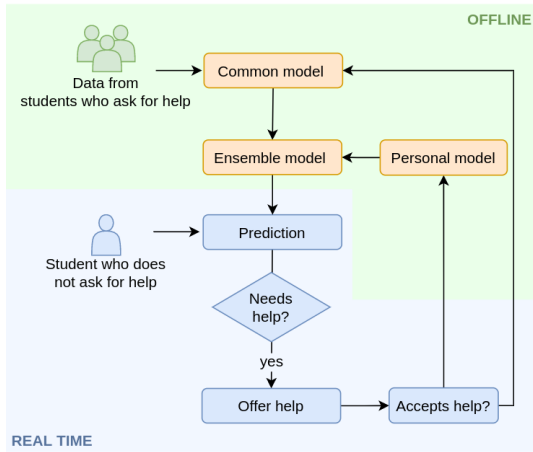 OFFLINE
Data from
students who ask for help
Common model
Ensemble model
Personal model
Student who does
not ask for help
Prediction
Needs
help?
yes
Offer help
Accepts help?
REAL TIME